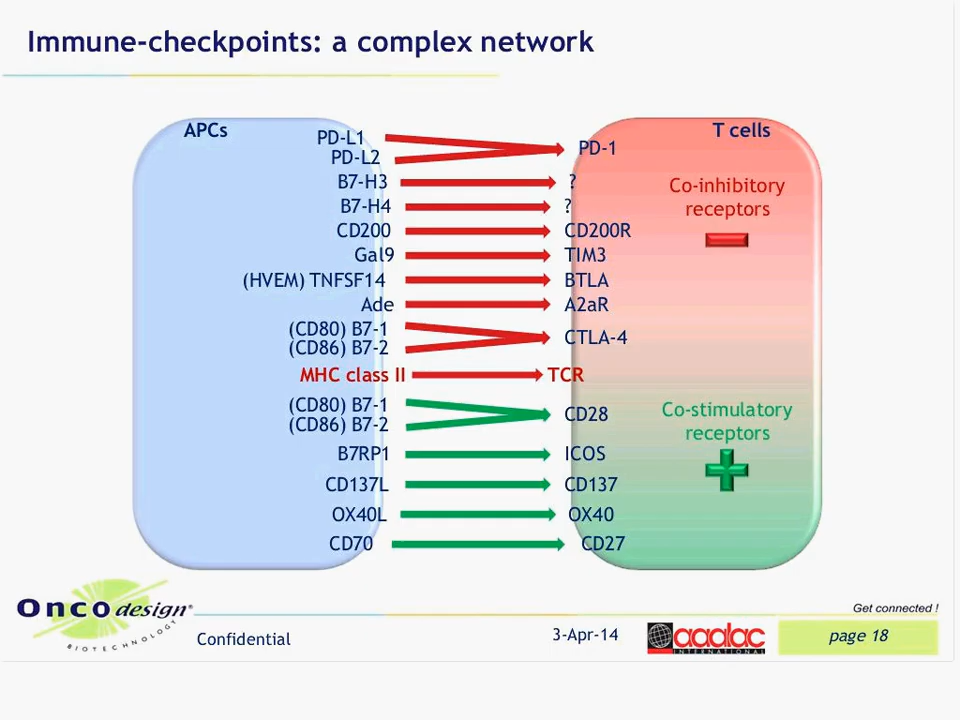 Immune-checkpoints: a complex network
APCs
T cells
PD-L1
PD-L2
PD-1
B7-H3
?
B7-H4
?
CD200
CD200R
Gal9
TIM3
(HVEM) TNFSF14
BTLA
Ade
A2aR
(CD80) B7-1
(CD86) B7-2
CTLA-4
MHC class II
TCR
(CD80) B7-1
(CD86) B7-2
CD28
B7RP1
ICOS
CD137L
CD137
OX40L
OX40
CD70
CD27
Co-inhibitory
receptors
Co-stimulatory
receptors
Oncodesign®
BIOTECHNOLOGY
Confidential
3-Apr-14
aaalac
INTERNATIONAL
Get connected !
page 18